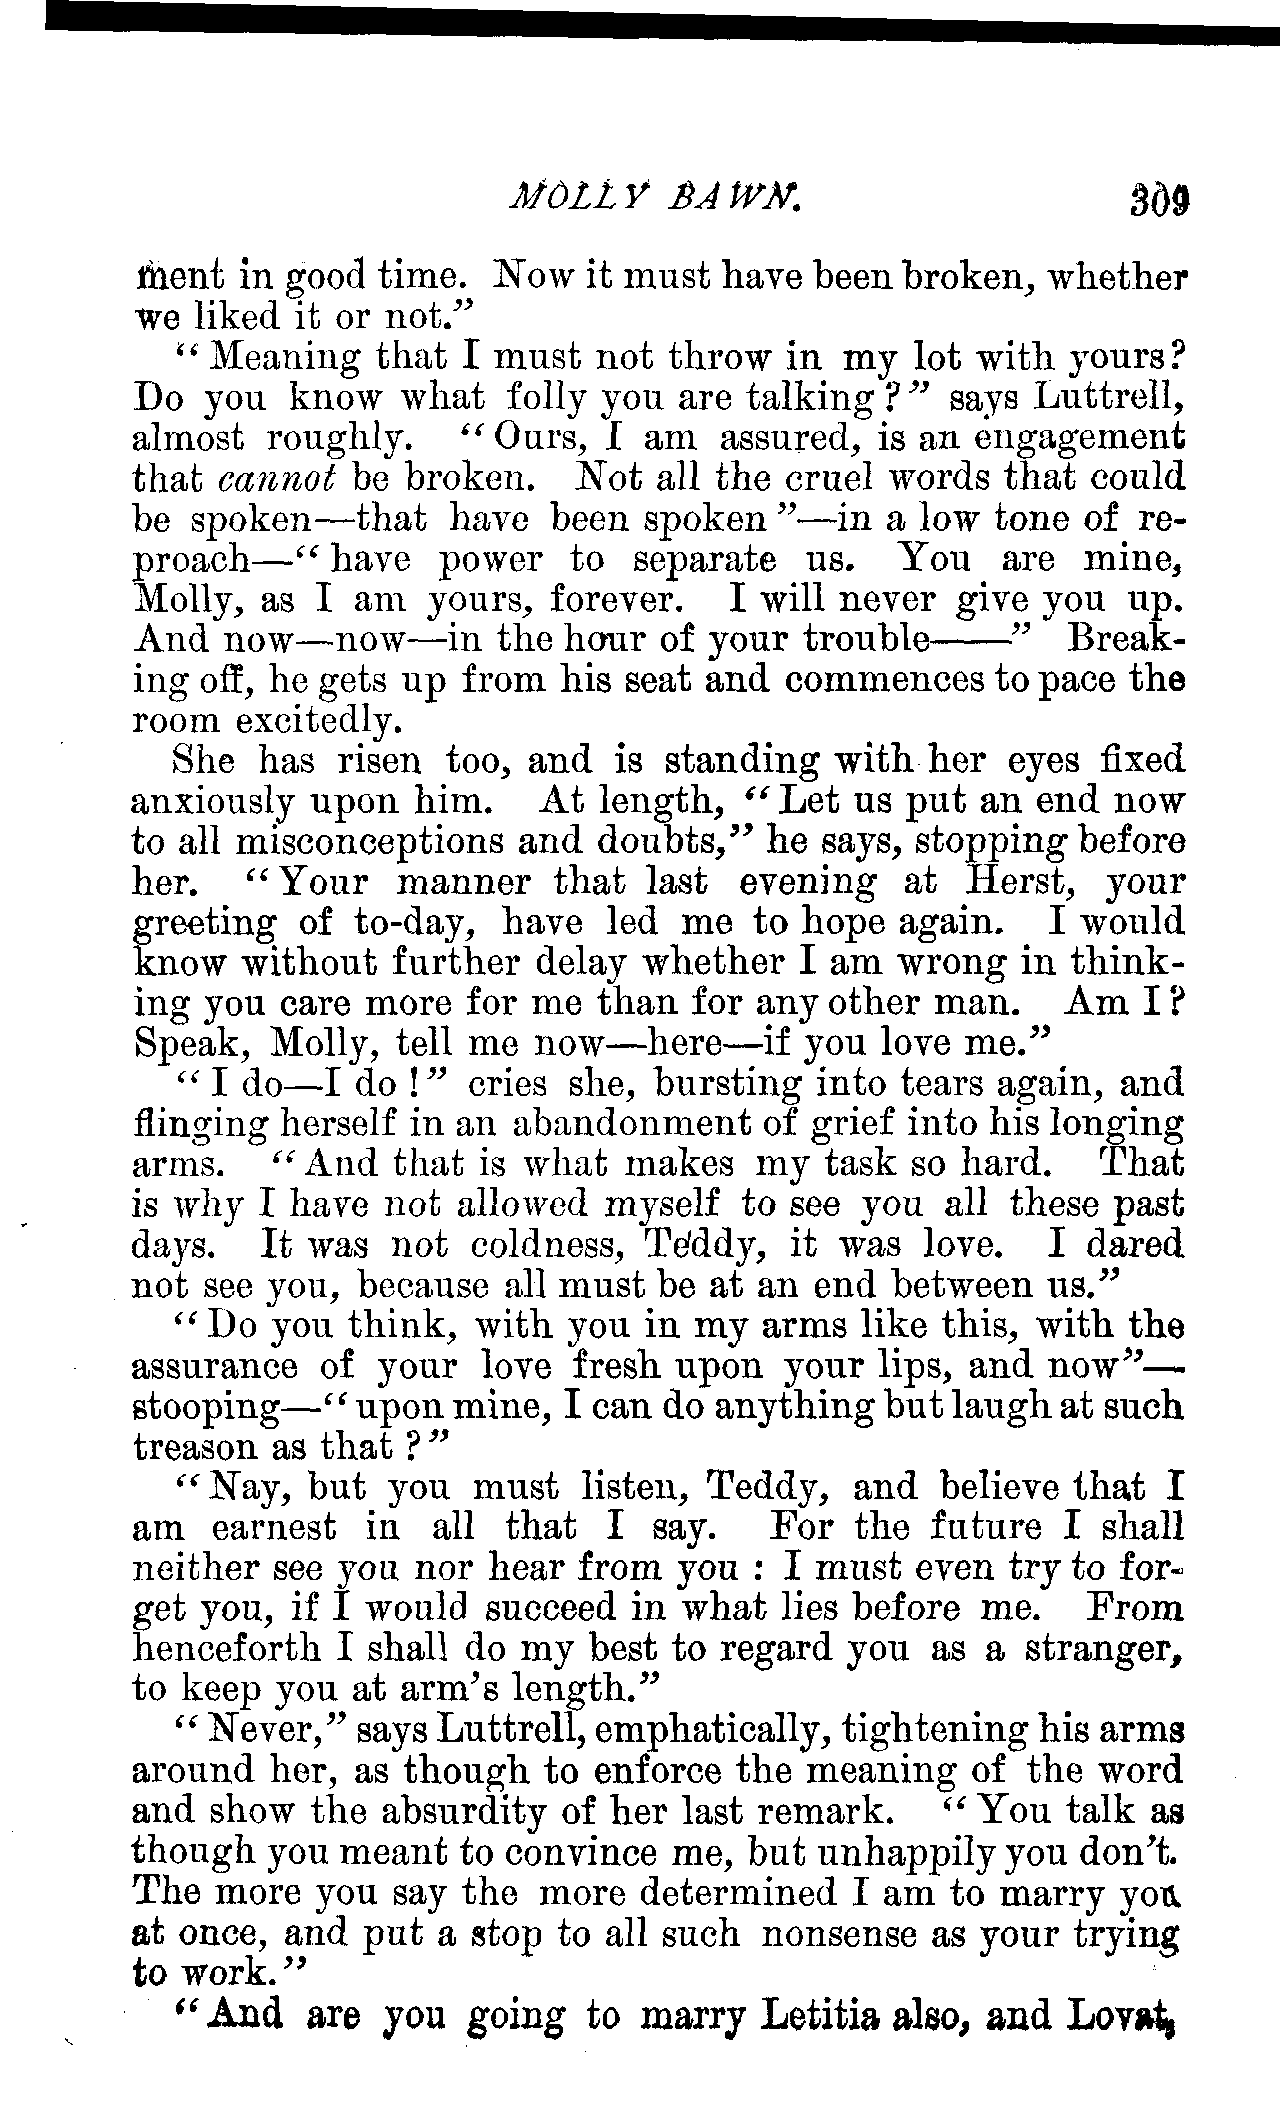 MOLLY BAWN. 309
ment in good time. Now it must have been broken, whether
we liked it or not.”
“Meaning that I must not throw in my lot with yours?
Do you know what folly you are talking?” says Luttrell,
almost roughly. “Ours, I am assured, is an engagement
that cannot be broken. Not all the cruel words that could
be spoken—that have been spoken”—in a low tone of re-
proach—“have power to separate us. You are mine,
Molly, as I am yours, forever. I will never give you up.
And now—now—in the hour of your trouble——” Break-
ing off, he gets up from his seat and commences to pace the
room excitedly.
She has risen too, and is standing with her eyes fixed
anxiously upon him. At length, “Let us put an end now
to all misconceptions and doubts,” he says, stopping before
her. “Your manner that last evening at Herst, your
greeting of to-day, have led me to hope again. I would
know without further delay whether I am wrong in think-
ing you care more for me than for any other man. Am I?
Speak, Molly, tell me now—here—if you love me.”
“I do—I do!” cries she, bursting into tears again, and
flinging herself in an abandonment of grief into his longing
arms. “And that is what makes my task so hard. That
is why I have not allowed myself to see you all these past
days. It was not coldness, Teddy, it was love. I dared
not see you, because all must be at an end between us.”
“Do you think, with you in my arms like this, with the
assurance of your love fresh upon your lips, and now”—
stooping—“upon mine, I can do anything but laugh at such
treason as that?”
“Nay, but you must listen, Teddy, and believe that I
am earnest in all that I say. For the future I shall
neither see you nor hear from you : I must even try to for-
get you, if I would succeed in what lies before me. From
henceforth I shall do my best to regard you as a stranger,
to keep you at arm’s length.”
“Never,” says Luttrell, emphatically, tightening his arms
around her, as though to enforce the meaning of the word
and show the absurdity of her last remark. “You talk as
though you meant to convince me, but unhappily you don’t.
The more you say the more determined I am to marry you
at once, and put a stop to all such nonsense as your trying
to work.”
“And are you going to marry Letitia also, and Lovat,